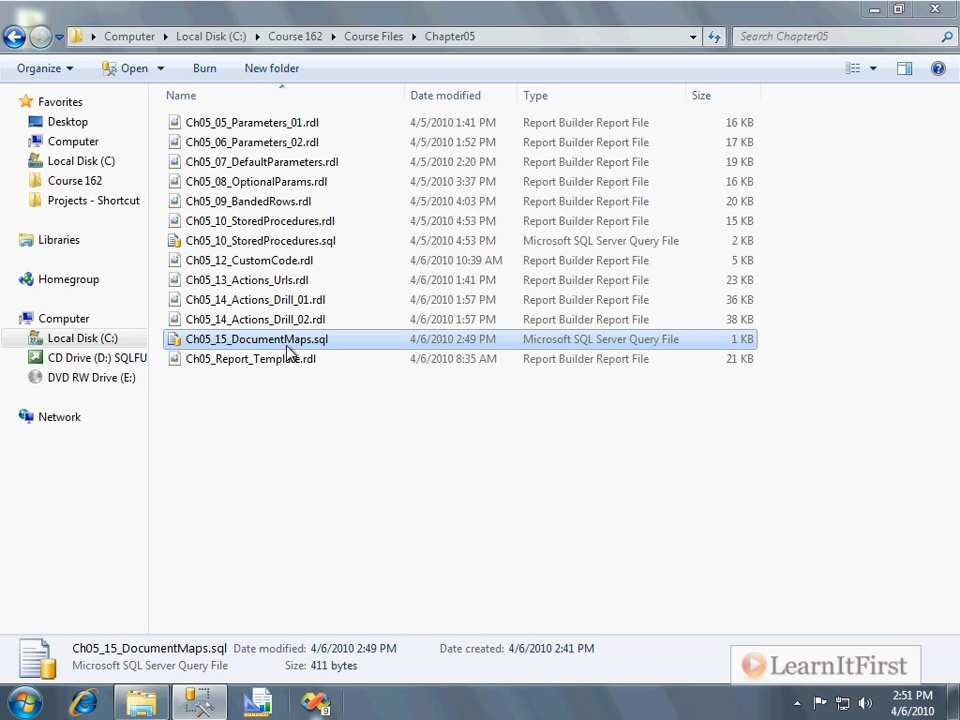 Computer ▸ Local Disk (C:) ▸ Course 162 ▸ Course Files ▸ Chapter05
Search Chapter05
Organize Open Burn New folder
Name Date modified Type Size
Favorites
Desktop
Computer
Local Disk (C)
Course 162
Projects - Shortcut
Libraries
Homegroup
Computer
Local Disk (C:)
CD Drive (D:) SQLFU
DVD RW Drive (E:)
Network
Ch05_05_Parameters_01.rdl 4/5/2010 1:41 PM Report Builder Report File 16 KB
Ch05_06_Parameters_02.rdl 4/5/2010 1:52 PM Report Builder Report File 17 KB
Ch05_07_DefaultParameters.rdl 4/5/2010 2:20 PM Report Builder Report File 19 KB
Ch05_08_OptionalParams.rdl 4/5/2010 3:37 PM Report Builder Report File 16 KB
Ch05_09_BandedRows.rdl 4/5/2010 4:03 PM Report Builder Report File 20 KB
Ch05_10_StoredProcedures.rdl 4/5/2010 4:53 PM Report Builder Report File 15 KB
Ch05_10_StoredProcedures.sql 4/5/2010 4:53 PM Microsoft SQL Server Query File 2 KB
Ch05_12_CustomCode.rdl 4/6/2010 10:39 AM Report Builder Report File 5 KB
Ch05_13_Actions_Urls.rdl 4/6/2010 1:41 PM Report Builder Report File 23 KB
Ch05_14_Actions_Drill_01.rdl 4/6/2010 1:57 PM Report Builder Report File 36 KB
Ch05_14_Actions_Drill_02.rdl 4/6/2010 1:57 PM Report Builder Report File 38 KB
Ch05_15_DocumentMaps.sql 4/6/2010 2:49 PM Microsoft SQL Server Query File 1 KB
Ch05_Report_Template.rdl 4/6/2010 8:35 AM Report Builder Report File 21 KB
Ch05_15_DocumentMaps.sql Date modified: 4/6/2010 2:49 PM Date created: 4/6/2010 2:41 PM
Microsoft SQL Server Query File Size: 411 bytes
LearnItFirst
2:51 PM
4/6/2010